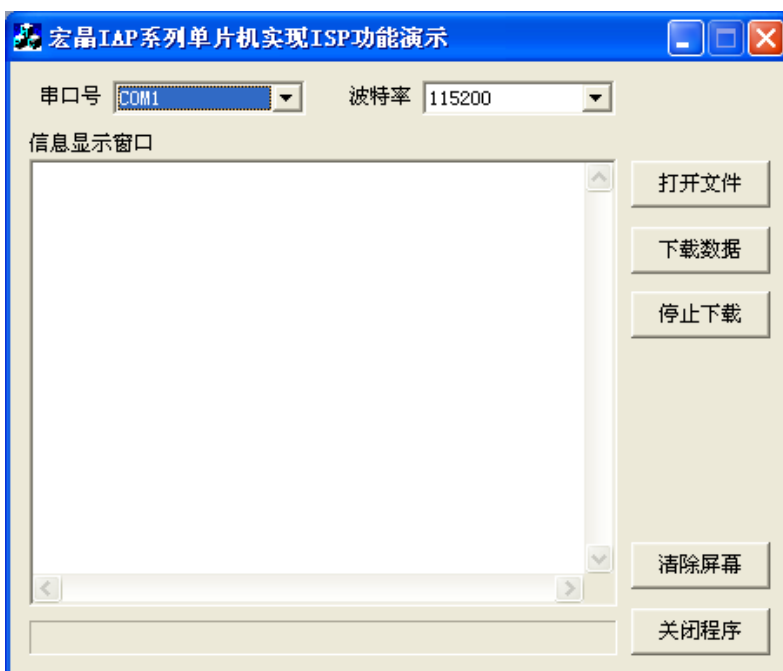 宏晶IAP系列单片机实现ISP功能演示
串口号 COM1 波特率 115200
信息显示窗口
打开文件
下载数据
停止下载
清除屏幕
关闭程序